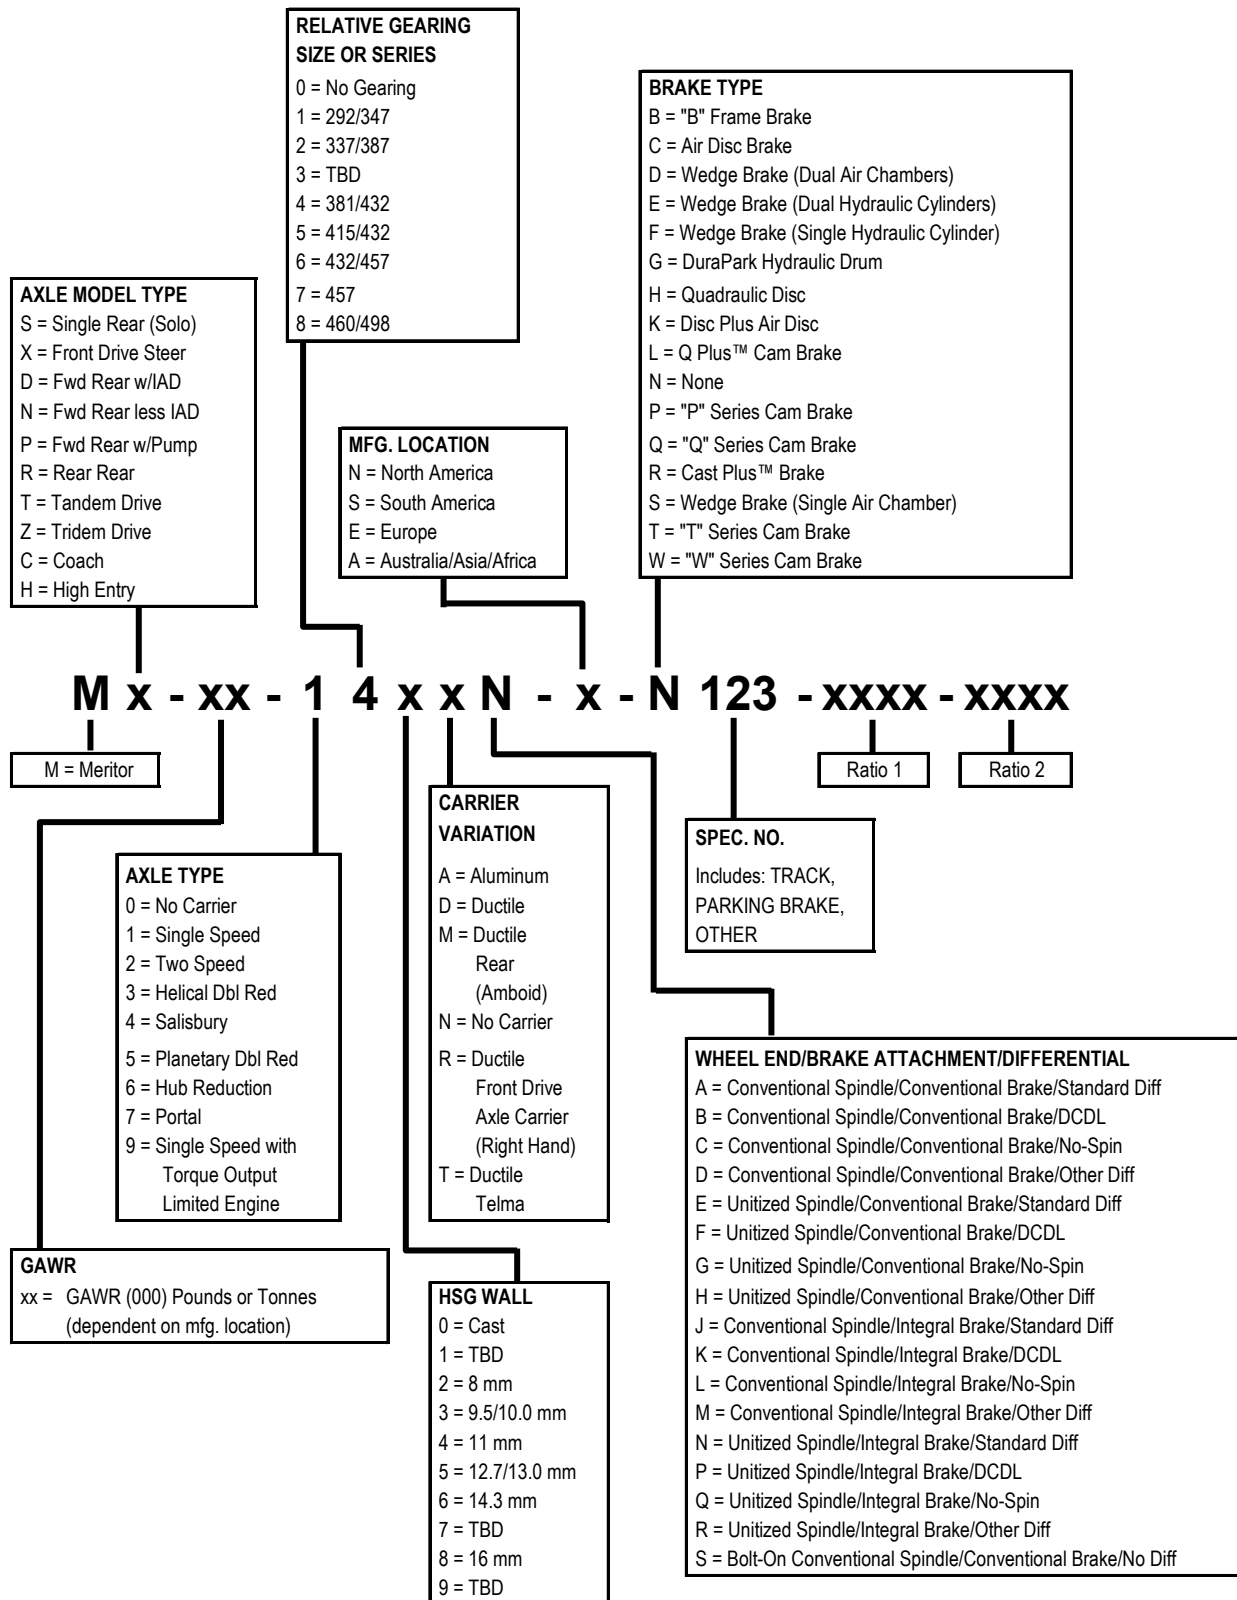 RELATIVE GEARING
SIZE OR SERIES
0 = No Gearing
1 = 292/347
2 = 337/387
3 = TBD
4 = 381/432
5 = 415/432
6 = 432/457
7 = 457
8 = 460/498
BRAKE TYPE
B = "B" Frame Brake
C = Air Disc Brake
D = Wedge Brake (Dual Air Chambers)
E = Wedge Brake (Dual Hydraulic Cylinders)
F = Wedge Brake (Single Hydraulic Cylinder)
G = DuraPark Hydraulic Drum
H = Quadraulic Disc
K = Disc Plus Air Disc
L = Q Plus™ Cam Brake
N = None
P = "P" Series Cam Brake
Q = "Q" Series Cam Brake
R = Cast Plus™ Brake
S = Wedge Brake (Single Air Chamber)
T = "T" Series Cam Brake
W = "W" Series Cam Brake
AXLE MODEL TYPE
S = Single Rear (Solo)
X = Front Drive Steer
D = Fwd Rear w/IAD
N = Fwd Rear less IAD
P = Fwd Rear w/Pump
R = Rear Rear
T = Tandem Drive
Z = Tridem Drive
C = Coach
H = High Entry
MFG. LOCATION
N = North America
S = South America
E = Europe
A = Australia/Asia/Africa
M x - xx - 1 4 x x N - x - N 123 - xxxx - xxxx
M = Meritor
Ratio 1
Ratio 2
CARRIER
VARIATION
A = Aluminum
D = Ductile
M = Ductile
Rear
(Amboid)
N = No Carrier
R = Ductile
Front Drive
Axle Carrier
(Right Hand)
T = Ductile
Telma
SPEC. NO.
Includes: TRACK,
PARKING BRAKE,
OTHER
AXLE TYPE
0 = No Carrier
1 = Single Speed
2 = Two Speed
3 = Helical Dbl Red
4 = Salisbury
5 = Planetary Dbl Red
6 = Hub Reduction
7 = Portal
9 = Single Speed with
Torque Output
Limited Engine
WHEEL END/BRAKE ATTACHMENT/DIFFERENTIAL
A = Conventional Spindle/Conventional Brake/Standard Diff
B = Conventional Spindle/Conventional Brake/DCDL
C = Conventional Spindle/Conventional Brake/No-Spin
D = Conventional Spindle/Conventional Brake/Other Diff
E = Unitized Spindle/Conventional Brake/Standard Diff
F = Unitized Spindle/Conventional Brake/DCDL
G = Unitized Spindle/Conventional Brake/No-Spin
H = Unitized Spindle/Conventional Brake/Other Diff
J = Conventional Spindle/Integral Brake/Standard Diff
K = Conventional Spindle/Integral Brake/DCDL
L = Conventional Spindle/Integral Brake/No-Spin
M = Conventional Spindle/Integral Brake/Other Diff
N = Unitized Spindle/Integral Brake/Standard Diff
P = Unitized Spindle/Integral Brake/DCDL
Q = Unitized Spindle/Integral Brake/No-Spin
R = Unitized Spindle/Integral Brake/Other Diff
S = Bolt-On Conventional Spindle/Conventional Brake/No Diff
GAWR
xx = GAWR (000) Pounds or Tonnes
(dependent on mfg. location)
HSG WALL
0 = Cast
1 = TBD
2 = 8 mm
3 = 9.5/10.0 mm
4 = 11 mm
5 = 12.7/13.0 mm
6 = 14.3 mm
7 = TBD
8 = 16 mm
9 = TBD